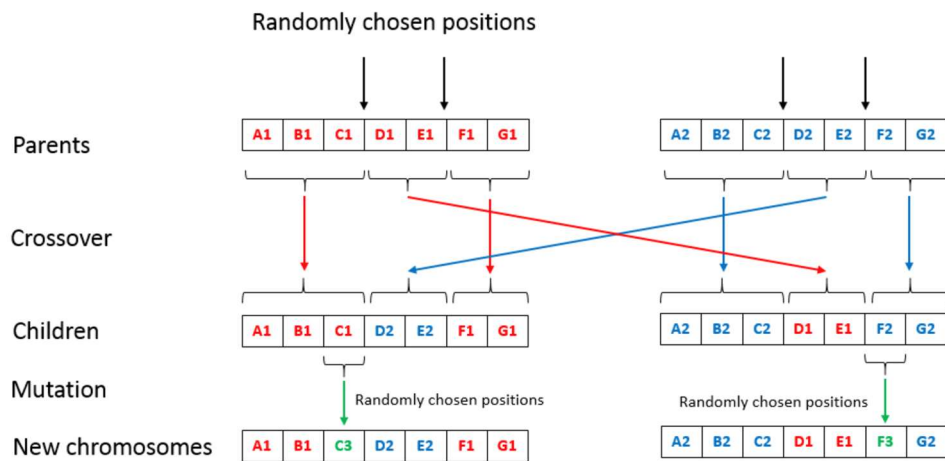 Randomly chosen positions
Parents
A1 B1 C1 D1 E1 F1 G1
A2 B2 C2 D2 E2 F2 G2
Crossover
Children
A1 B1 C1 D2 E2 F1 G1
A2 B2 C2 D1 E1 F2 G2
Mutation
Randomly chosen positions
Randomly chosen positions
New chromosomes
A1 B1 C3 D2 E2 F1 G1
A2 B2 C2 D1 E1 F3 G2